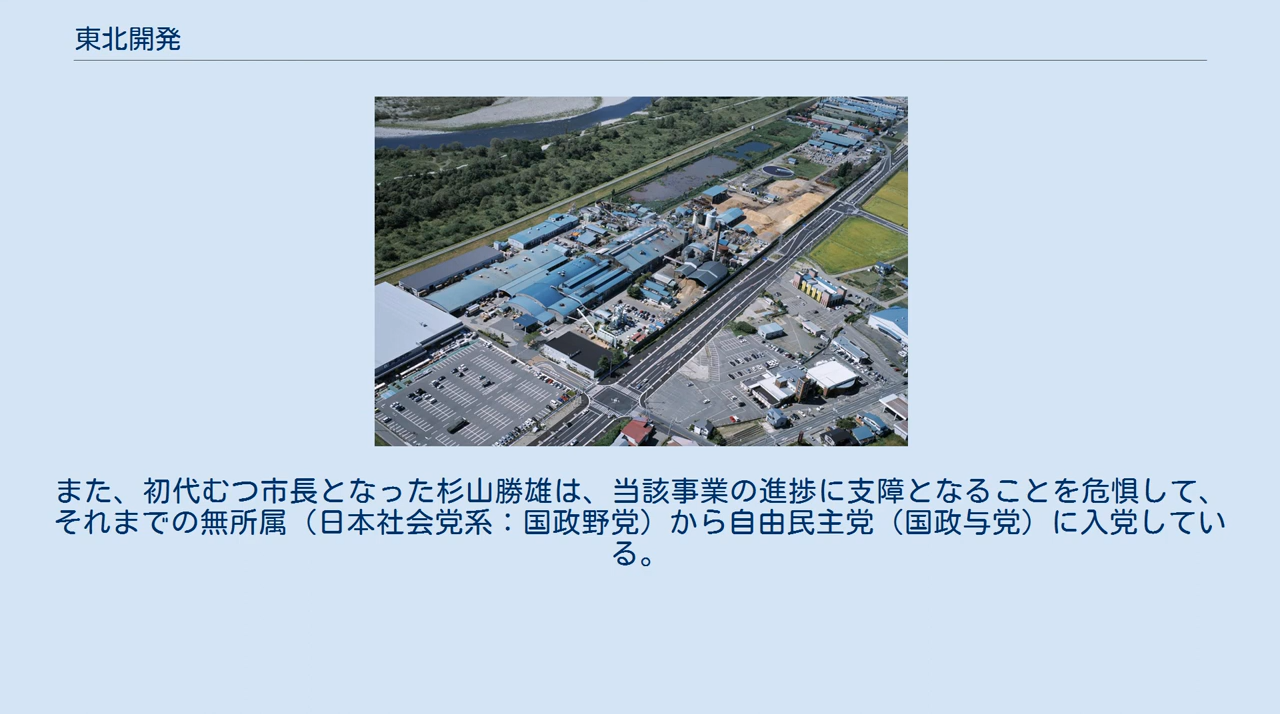 東北開発
また、初代むつ市長となった杉山勝雄は、当該事業の進捗に支障となることを危惧して、
それまでの無所属（日本社会党系：国政野党）から自由民主党（国政与党）に入党してい
る。